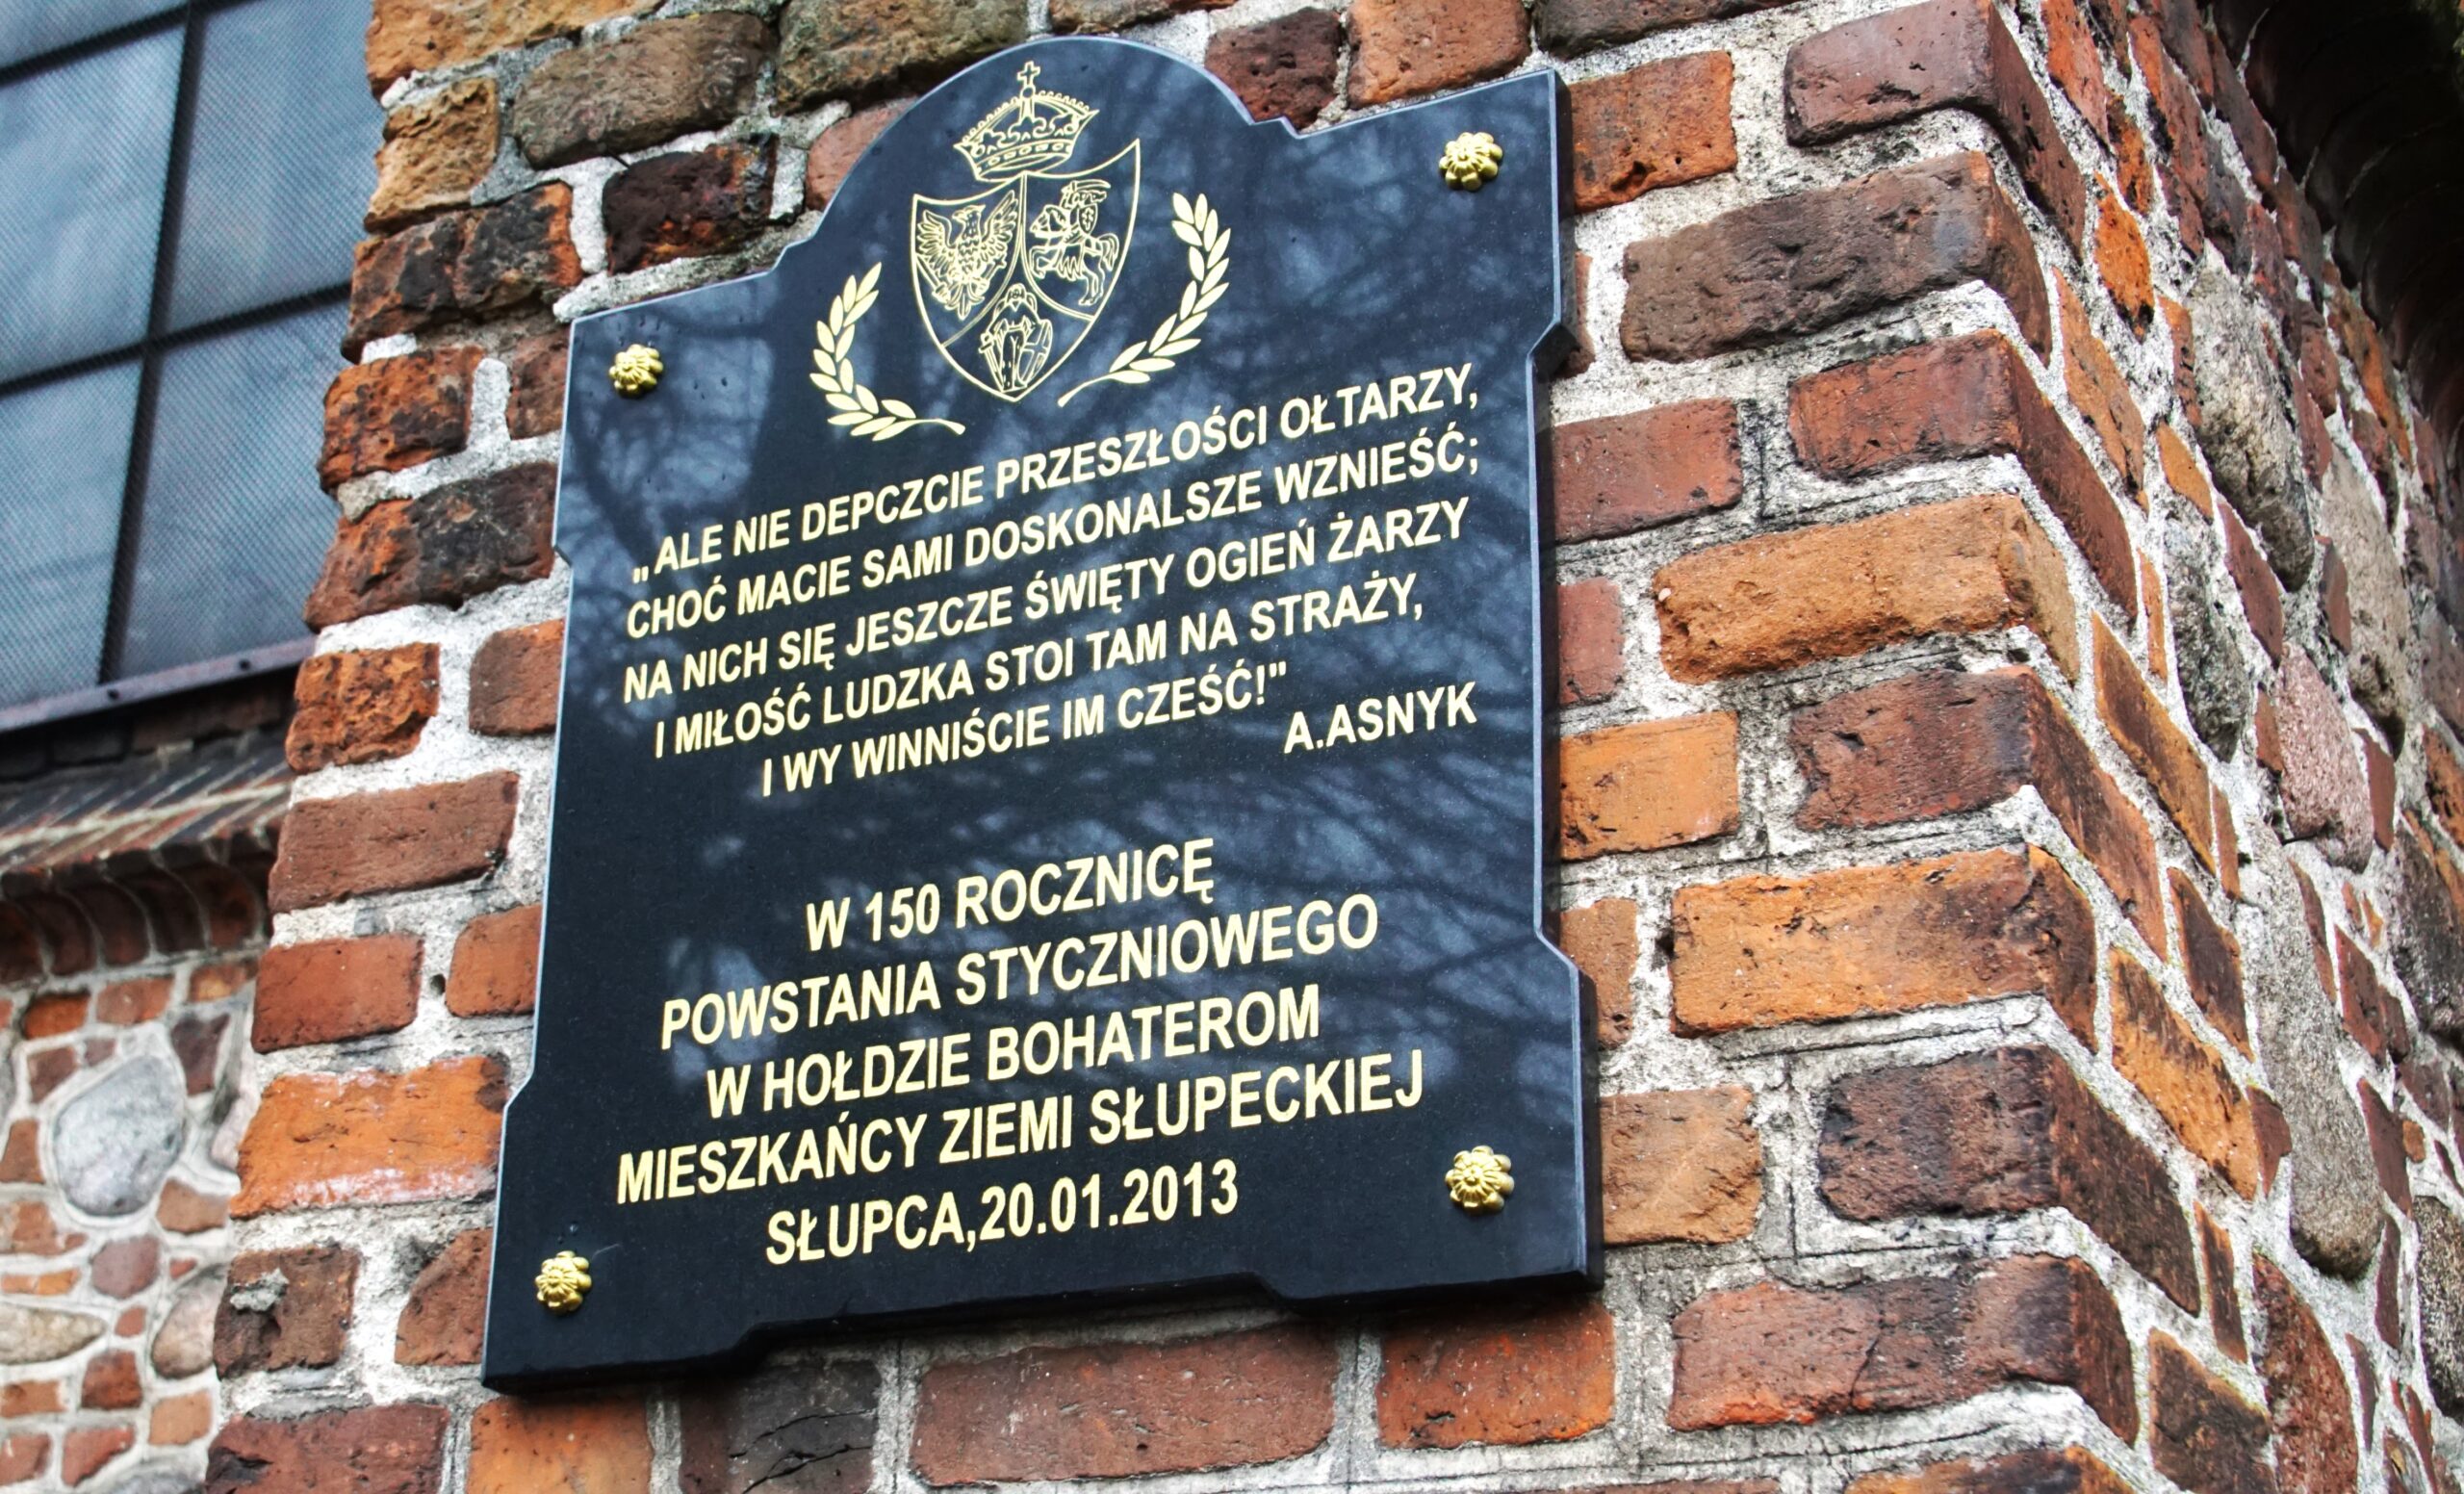 „ALE NIE DEPCZCIE PRZESZŁOŚCI OŁTARZY,
CHOĆ MACIE SAMI DOSKONALSZE WZNIEŚĆ;
NA NICH SIĘ JESZCZE ŚWIĘTY OGIEŃ ŻARZY
I MIŁOŚĆ LUDZKA STOI TAM NA STRAŻY,
I WY WINNIŚCIE IM CZEŚĆ!"
A.ASNYK
W 150 ROCZNICĘ
POWSTANIA STYCZNIOWEGO
W HOŁDZIE BOHATEROM
MIESZKAŃCY ZIEMI SŁUPECKIEJ
SŁUPCA,20.01.2013